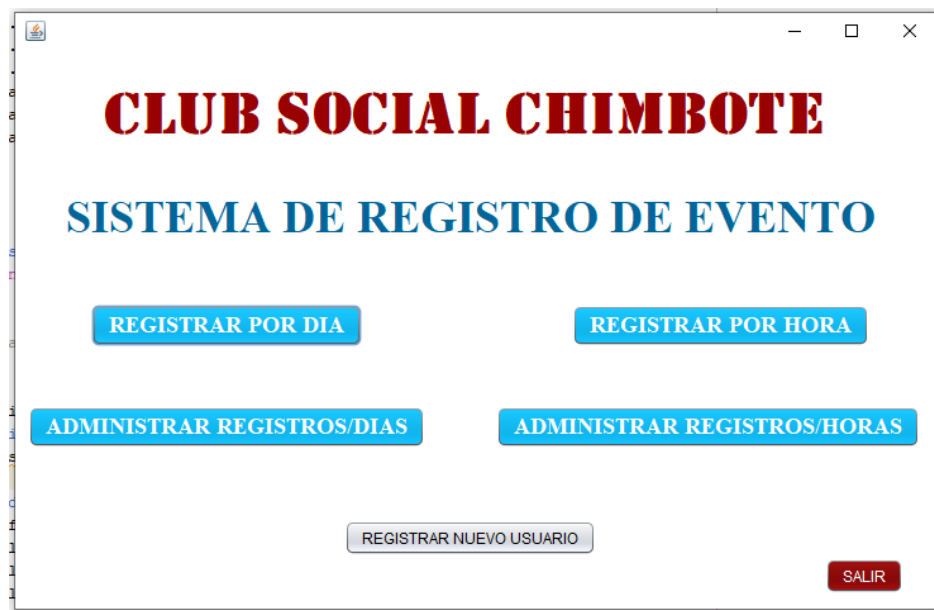 CLUB SOCIAL CHIMBOTE
SISTEMA DE REGISTRO DE EVENTO
REGISTRAR POR DIA
REGISTRAR POR HORA
ADMINISTRAR REGISTROS/DIAS
ADMINISTRAR REGISTROS/HORAS
REGISTRAR NUEVO USUARIO
SALIR